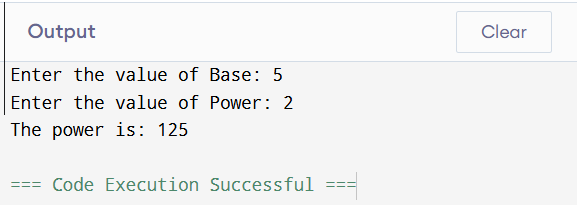 Output
Clear
Enter the value of Base: 5
Enter the value of Power: 2
The power is: 125
=== Code Execution Successful ===